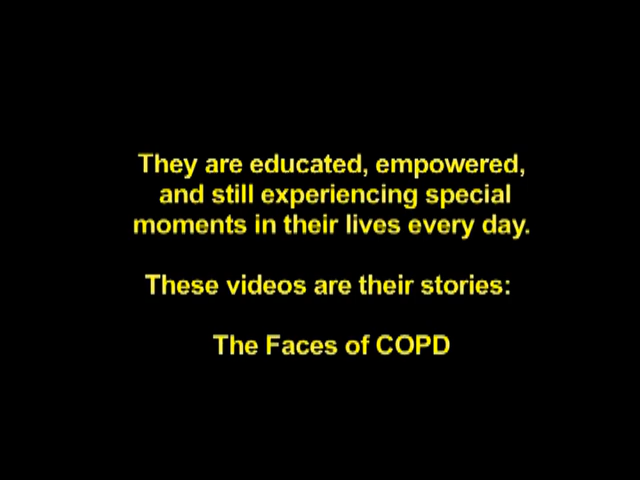 They are educated, empowered,
and still experiencing special
moments in their lives every day.
These videos are their stories:
The Faces of COPD